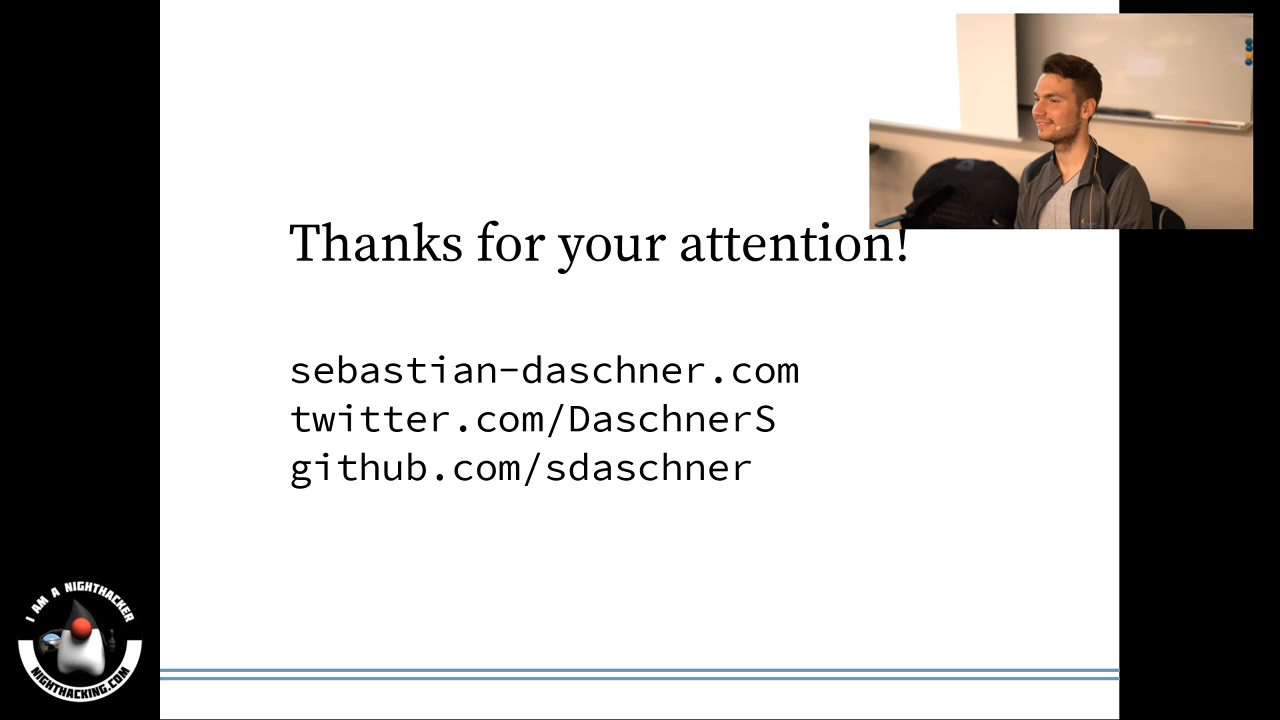 Thanks for your attention!
sebastian-daschner.com
twitter.com/DaschnerS
github.com/sdaschner
I AM A NIGHTHACKER
NIGHTHACKING.COM